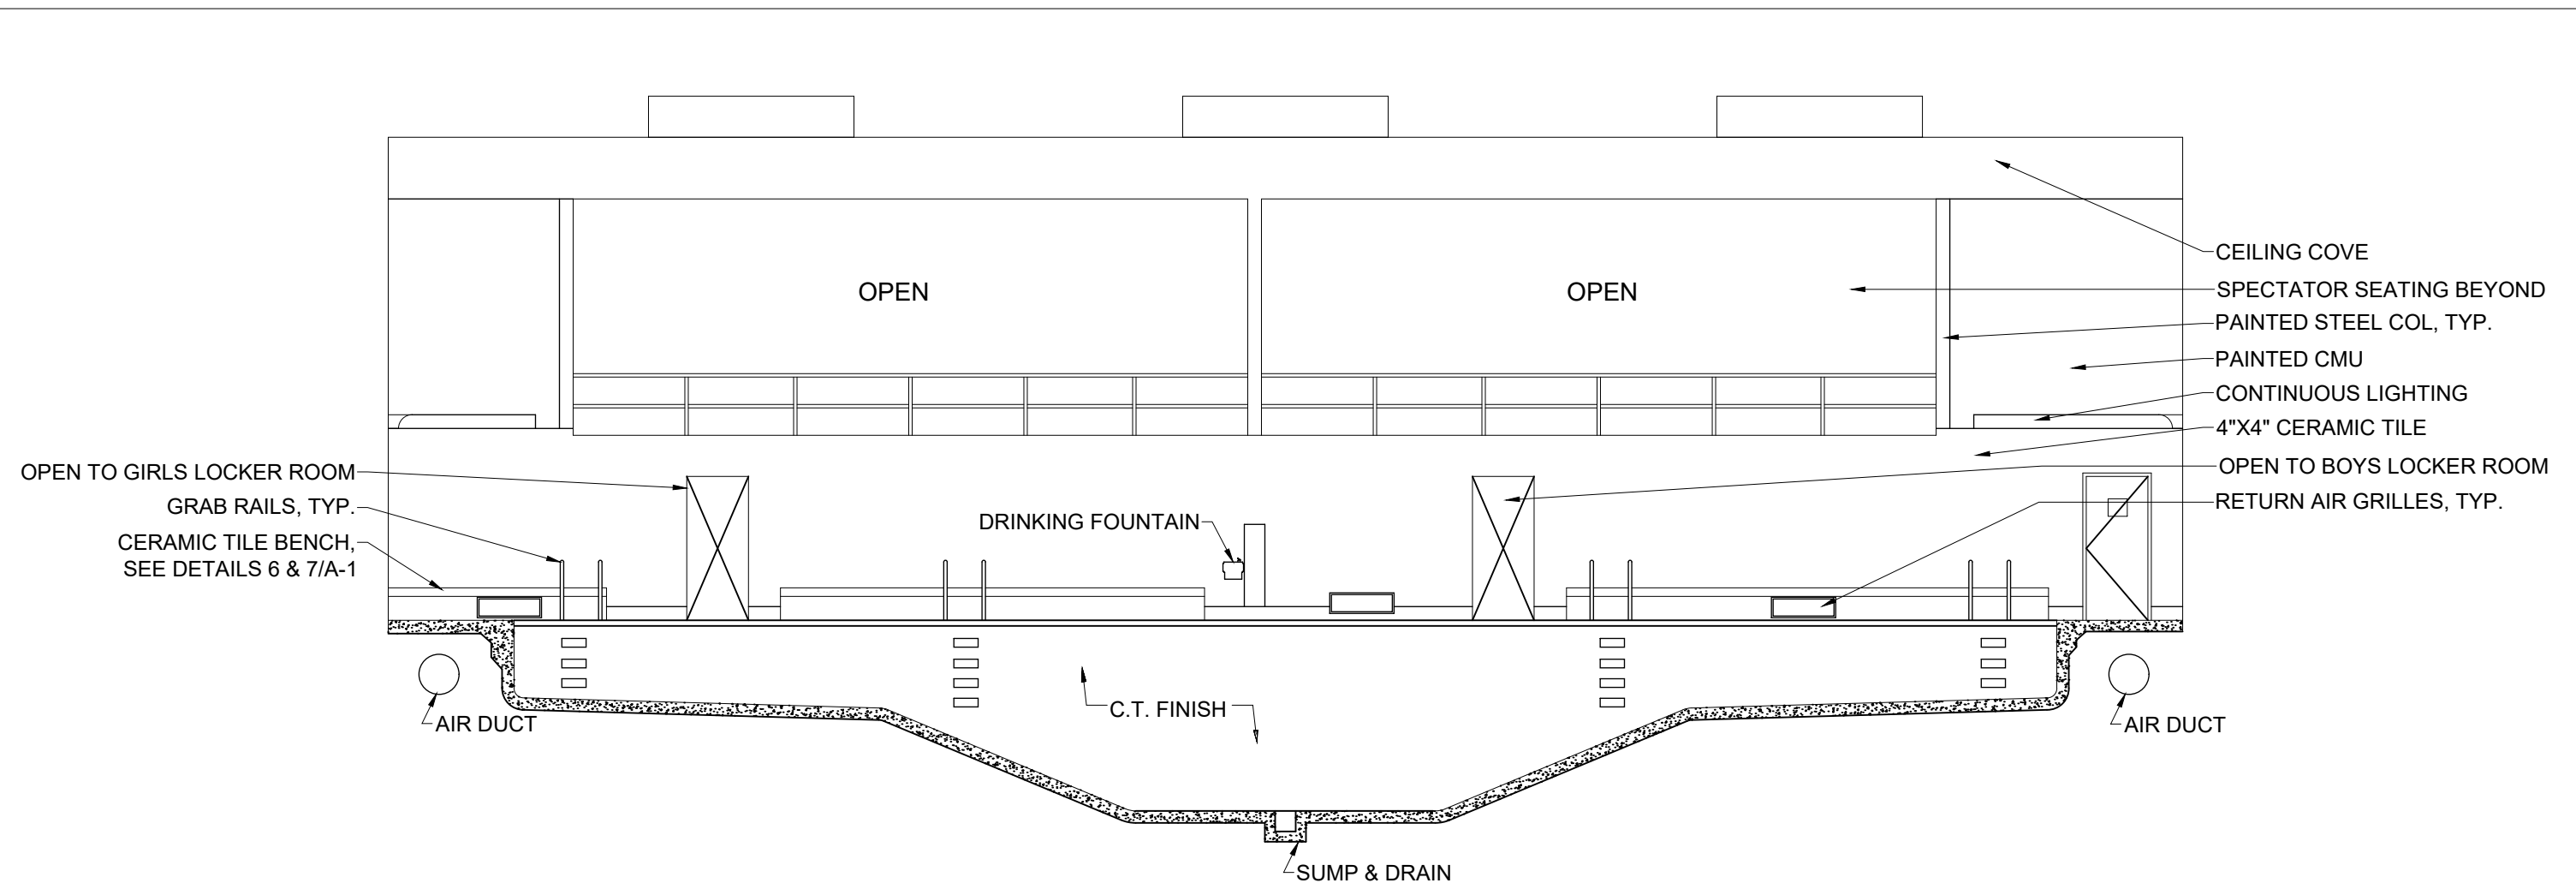 OPEN
OPEN
CEILING COVE
SPECTATOR SEATING BEYOND
PAINTED STEEL COL, TYP.
PAINTED CMU
CONTINUOUS LIGHTING
4"X4" CERAMIC TILE
OPEN TO BOYS LOCKER ROOM
RETURN AIR GRILLES, TYP.
OPEN TO GIRLS LOCKER ROOM
GRAB RAILS, TYP.
CERAMIC TILE BENCH,
SEE DETAILS 6 & 7/A-1
DRINKING FOUNTAIN
AIR DUCT
C.T. FINISH
AIR DUCT
SUMP & DRAIN